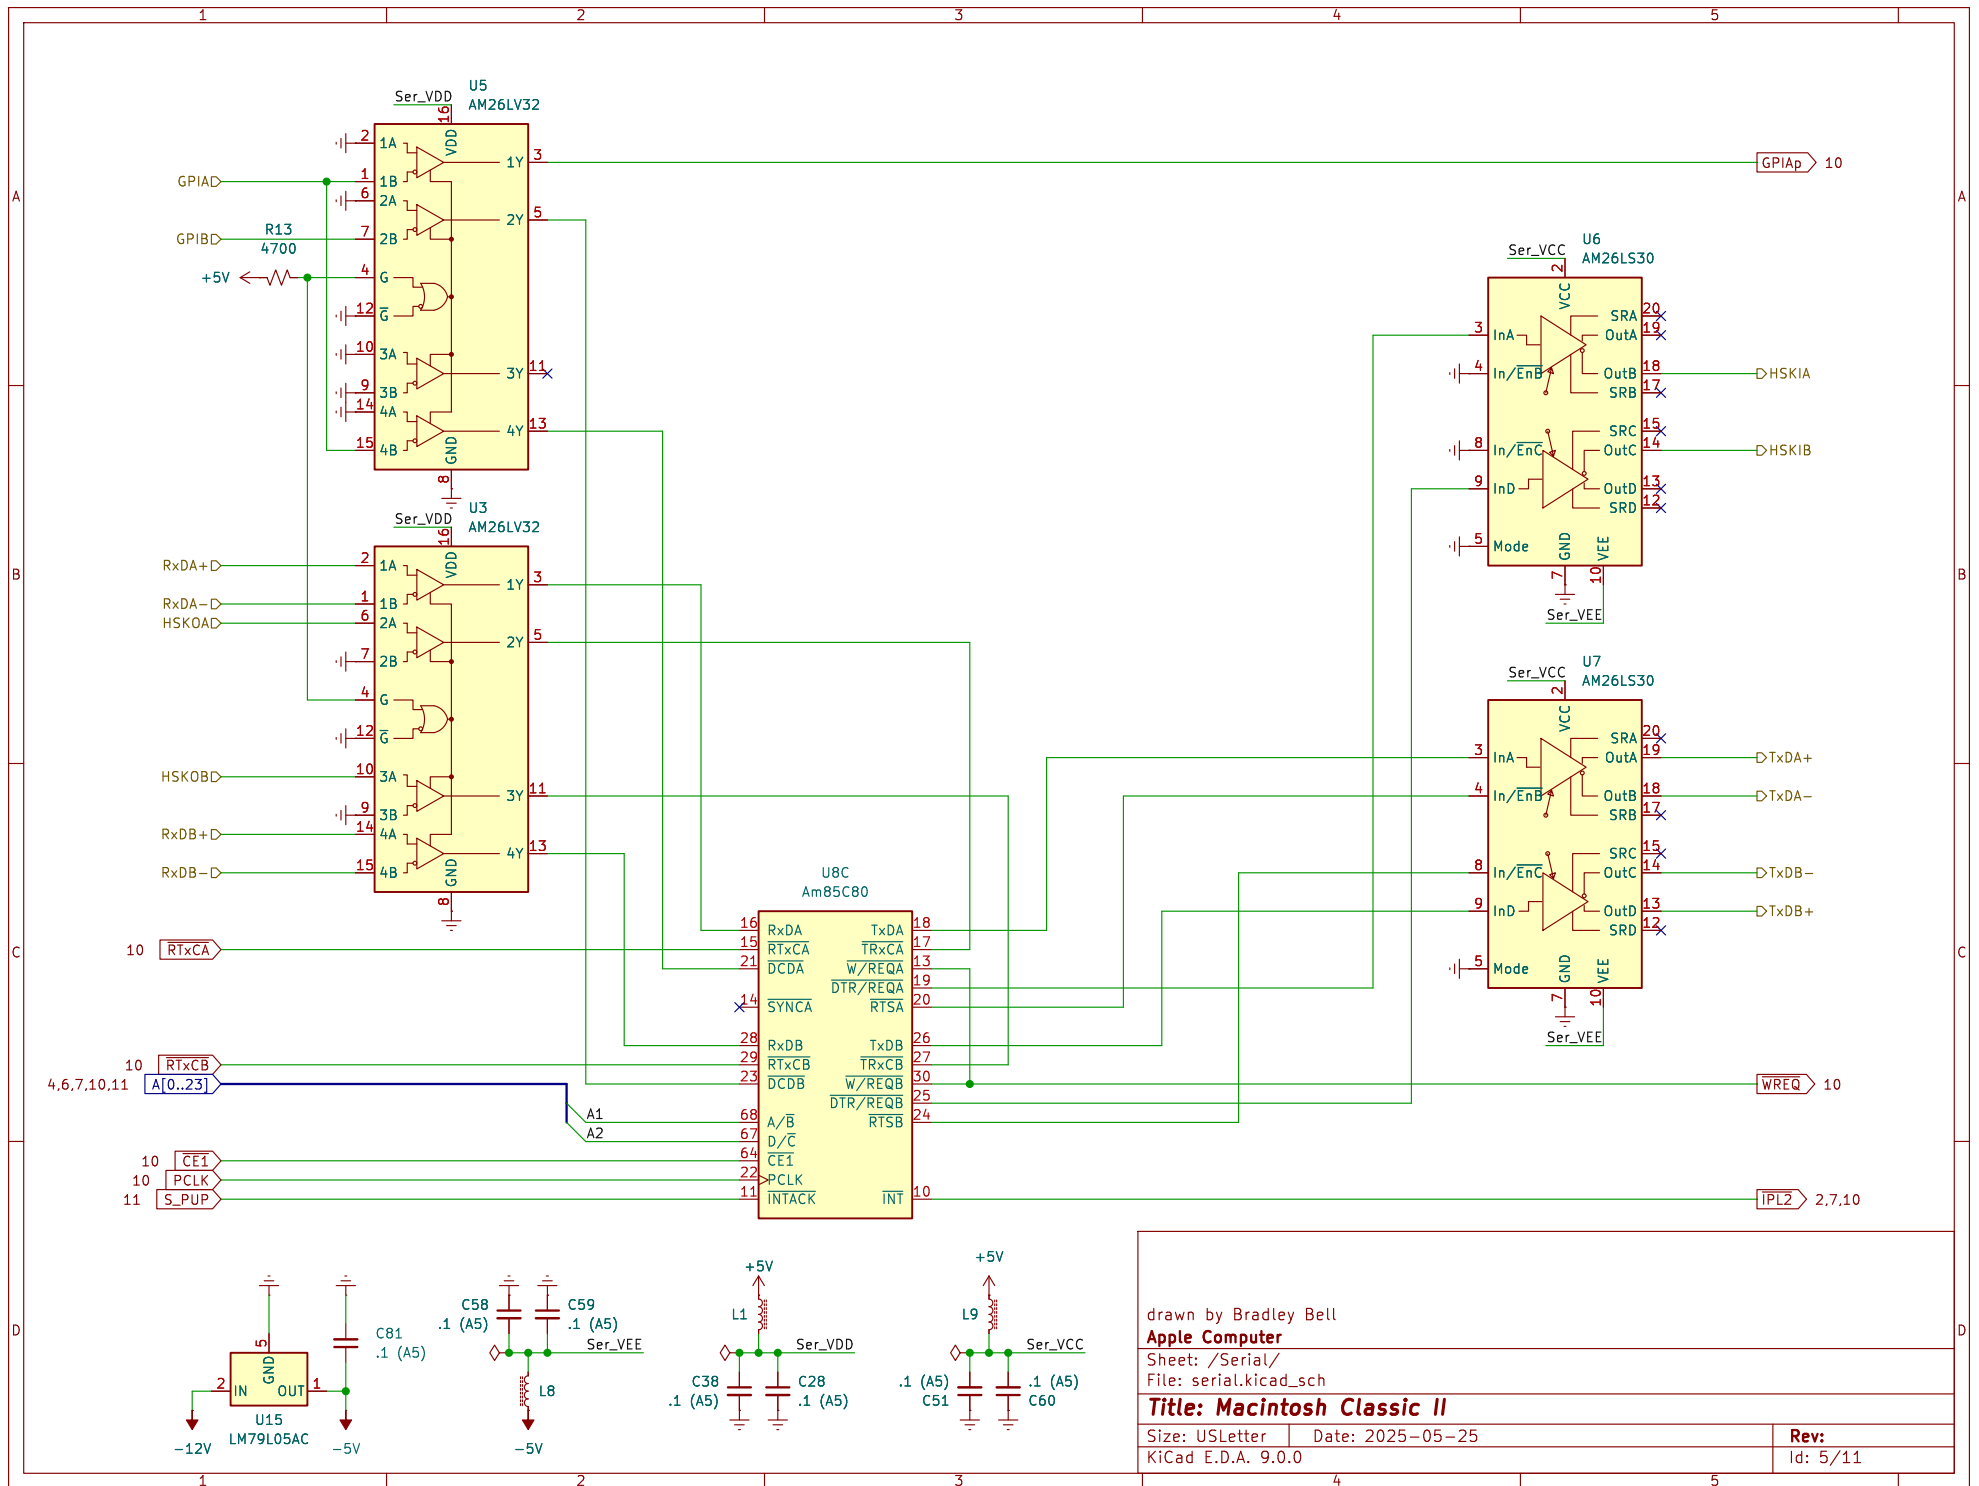 1 2 3 4 5
A
B
C
D
A
B
C
D
U5
AM26LV32
Ser_VDD
16
VDD
2 1A
1 1B
6 2A
7 2B
4 G
12 G
10 3A
9 3B
14 4A
15 4B
1Y 3
2Y 5
3Y 11
4Y 13
GND
8
GPIA
GPIB
R13
4700
+5V
GPIAp 10
U3
AM26LV32
Ser_VDD
16
VDD
2 1A
1 1B
6 2A
7 2B
4 G
12 G
10 3A
9 3B
14 4A
15 4B
1Y 3
2Y 5
3Y 11
4Y 13
GND
8
RxDA+
RxDA-
HSKOA
HSKOB
RxDB+
RxDB-
U6
AM26LS30
Ser_VCC
2
VCC
3 InA
4 In/EnB
8 In/EnC
9 InD
5 Mode
SRA 20
OutA 19
OutB 18
SRB 17
SRC 15
OutC 14
OutD 13
SRD 12
GND
7
VEE
10
Ser_VEE
HSKIA
HSKIB
U7
AM26LS30
Ser_VCC
2
VCC
3 InA
4 In/EnB
8 In/EnC
9 InD
5 Mode
SRA 20
OutA 19
OutB 18
SRB 17
SRC 15
OutC 14
OutD 13
SRD 12
GND
7
VEE
10
Ser_VEE
TxDA+
TxDA-
TxDB-
TxDB+
U8C
Am85C80
16 RxDA
15 RTxCA
21 DCDA
14 SYNCA
28 RxDB
29 RTxCB
23 DCDB
68 A/B
67 D/C
64 CE1
22 PCLK
11 INTACK
TxDA 18
TRxCA 17
W/REQA 13
DTR/REQA 19
RTSA 20
TxDB 26
TRxCB 27
W/REQB 30
DTR/REQB 25
RTSB 24
INT 10
10 RTxCA
10 RTxCB
4,6,7,10,11 A[0..23]
A1
A2
10 CE1
10 PCLK
11 S_PUP
WREQ 10
IPL2 2,7,10
5
GND
2 IN
OUT 1
U15
LM79L05AC
-12V
-5V
C81
.1 (A5)
C58
.1 (A5)
C59
.1 (A5)
Ser_VEE
L8
-5V
+5V
L1
Ser_VDD
C38
.1 (A5)
C28
.1 (A5)
+5V
L9
Ser_VCC
.1 (A5)
C51
.1 (A5)
C60
drawn by Bradley Bell
Apple Computer
Sheet: /Serial/
File: serial.kicad_sch
Title: Macintosh Classic II
Size: USLetter Date: 2025-05-25 Rev:
KiCad E.D.A. 9.0.0 Id: 5/11
1 2 3 4 5